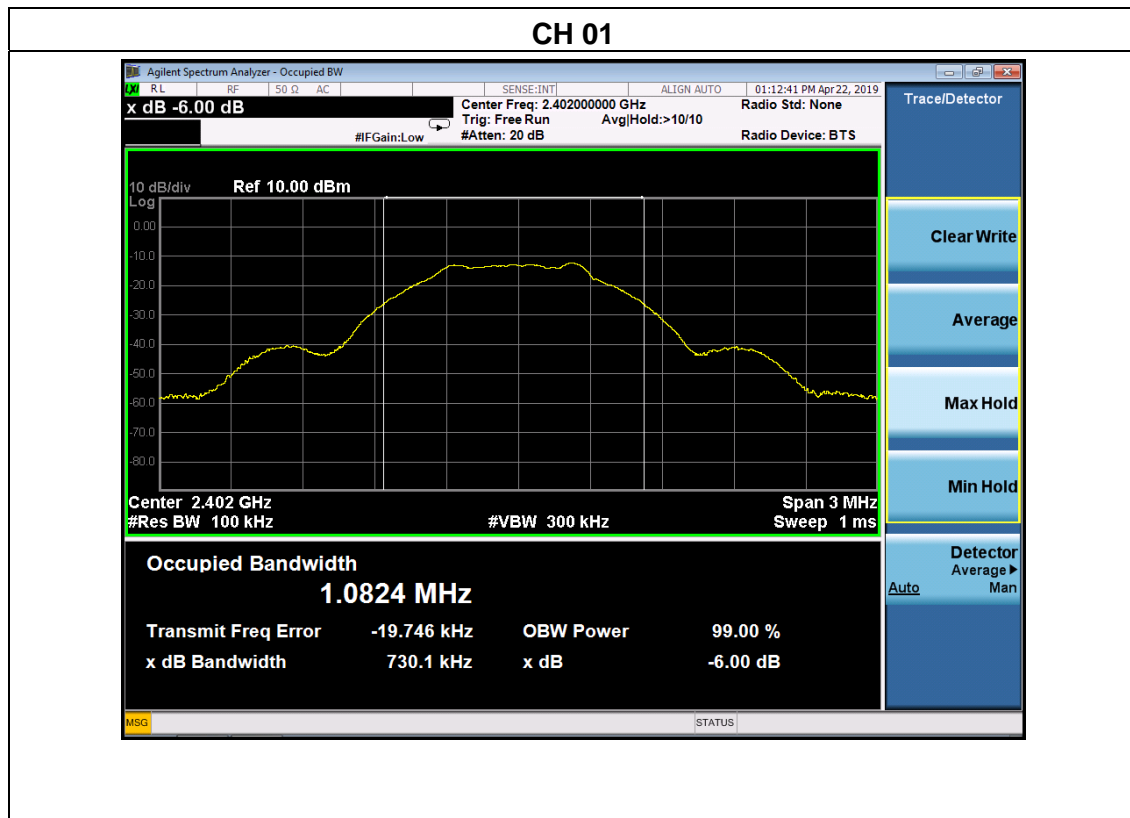 CH 01
Agilent Spectrum Analyzer - Occupied BW
LXI RL RF 50 Ω AC SENSE:INT ALIGN AUTO 01:12:41 PM Apr 22, 2019
x dB -6.00 dB
Center Freq: 2.402000000 GHz Radio Std: None
Trig: Free Run Avg|Hold:>10/10
#IFGain:Low #Atten: 20 dB Radio Device: BTS
Trace/Detector
10 dB/div Ref 10.00 dBm
Log
0.00
-10.0
-20.0
-30.0
-40.0
-50.0
-60.0
-70.0
-80.0
Center 2.402 GHz Span 3 MHz
#Res BW 100 kHz #VBW 300 kHz Sweep 1 ms
Clear Write
Average
Max Hold
Min Hold
Detector
Average▶
Auto Man
Occupied Bandwidth
1.0824 MHz
Transmit Freq Error -19.746 kHz OBW Power 99.00 %
x dB Bandwidth 730.1 kHz x dB -6.00 dB
MSG STATUS